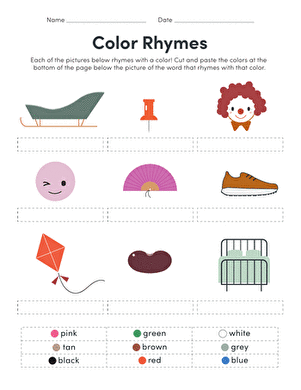 Name Date
Color Rhymes
Each of the pictures below rhymes with a color! Cut and paste the colors at the
bottom of the page below the picture of the word that rhymes with that color.
pink green white
tan brown grey
black red blue